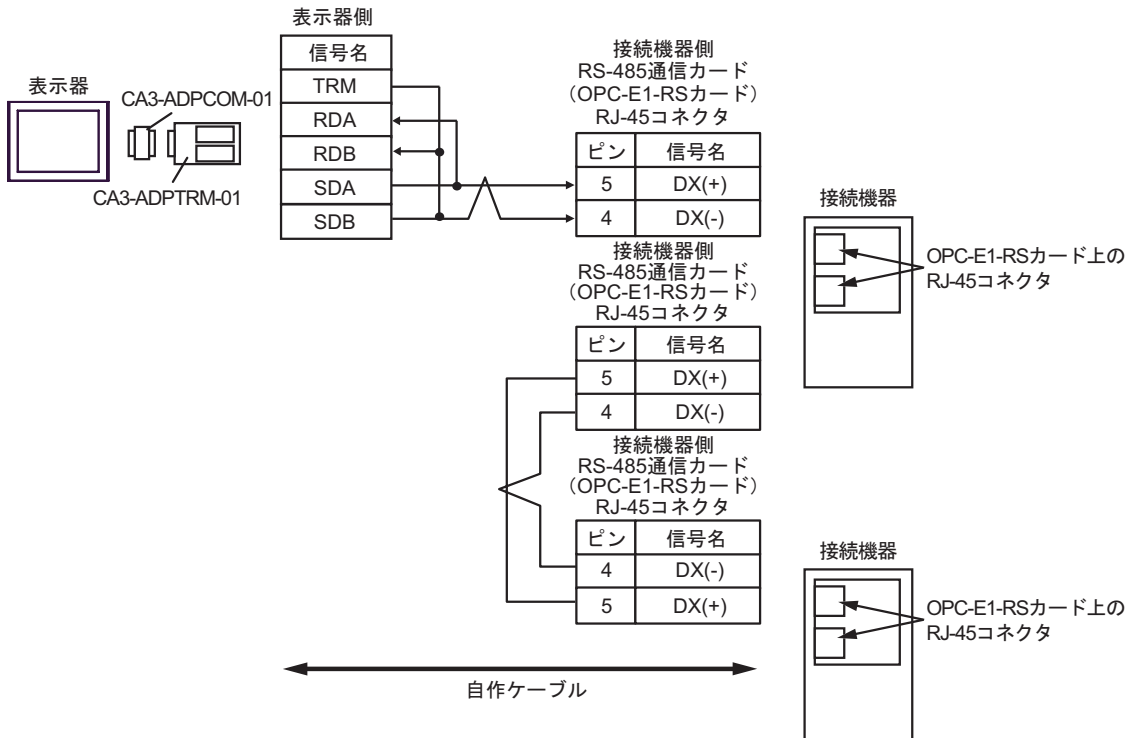 表示器
CA3-ADPCOM-01
CA3-ADPTRM-01
表示器側
信号名
TRM
RDA
RDB
SDA
SDB
接続機器側
RS-485通信カード
（OPC-E1-RSカード）
RJ-45コネクタ
ピン 信号名
5 DX(+)
4 DX(-)
接続機器側
RS-485通信カード
（OPC-E1-RSカード）
RJ-45コネクタ
ピン 信号名
5 DX(+)
4 DX(-)
接続機器側
RS-485通信カード
（OPC-E1-RSカード）
RJ-45コネクタ
ピン 信号名
4 DX(-)
5 DX(+)
接続機器
OPC-E1-RSカード上の
RJ-45コネクタ
接続機器
OPC-E1-RSカード上の
RJ-45コネクタ
自作ケーブル